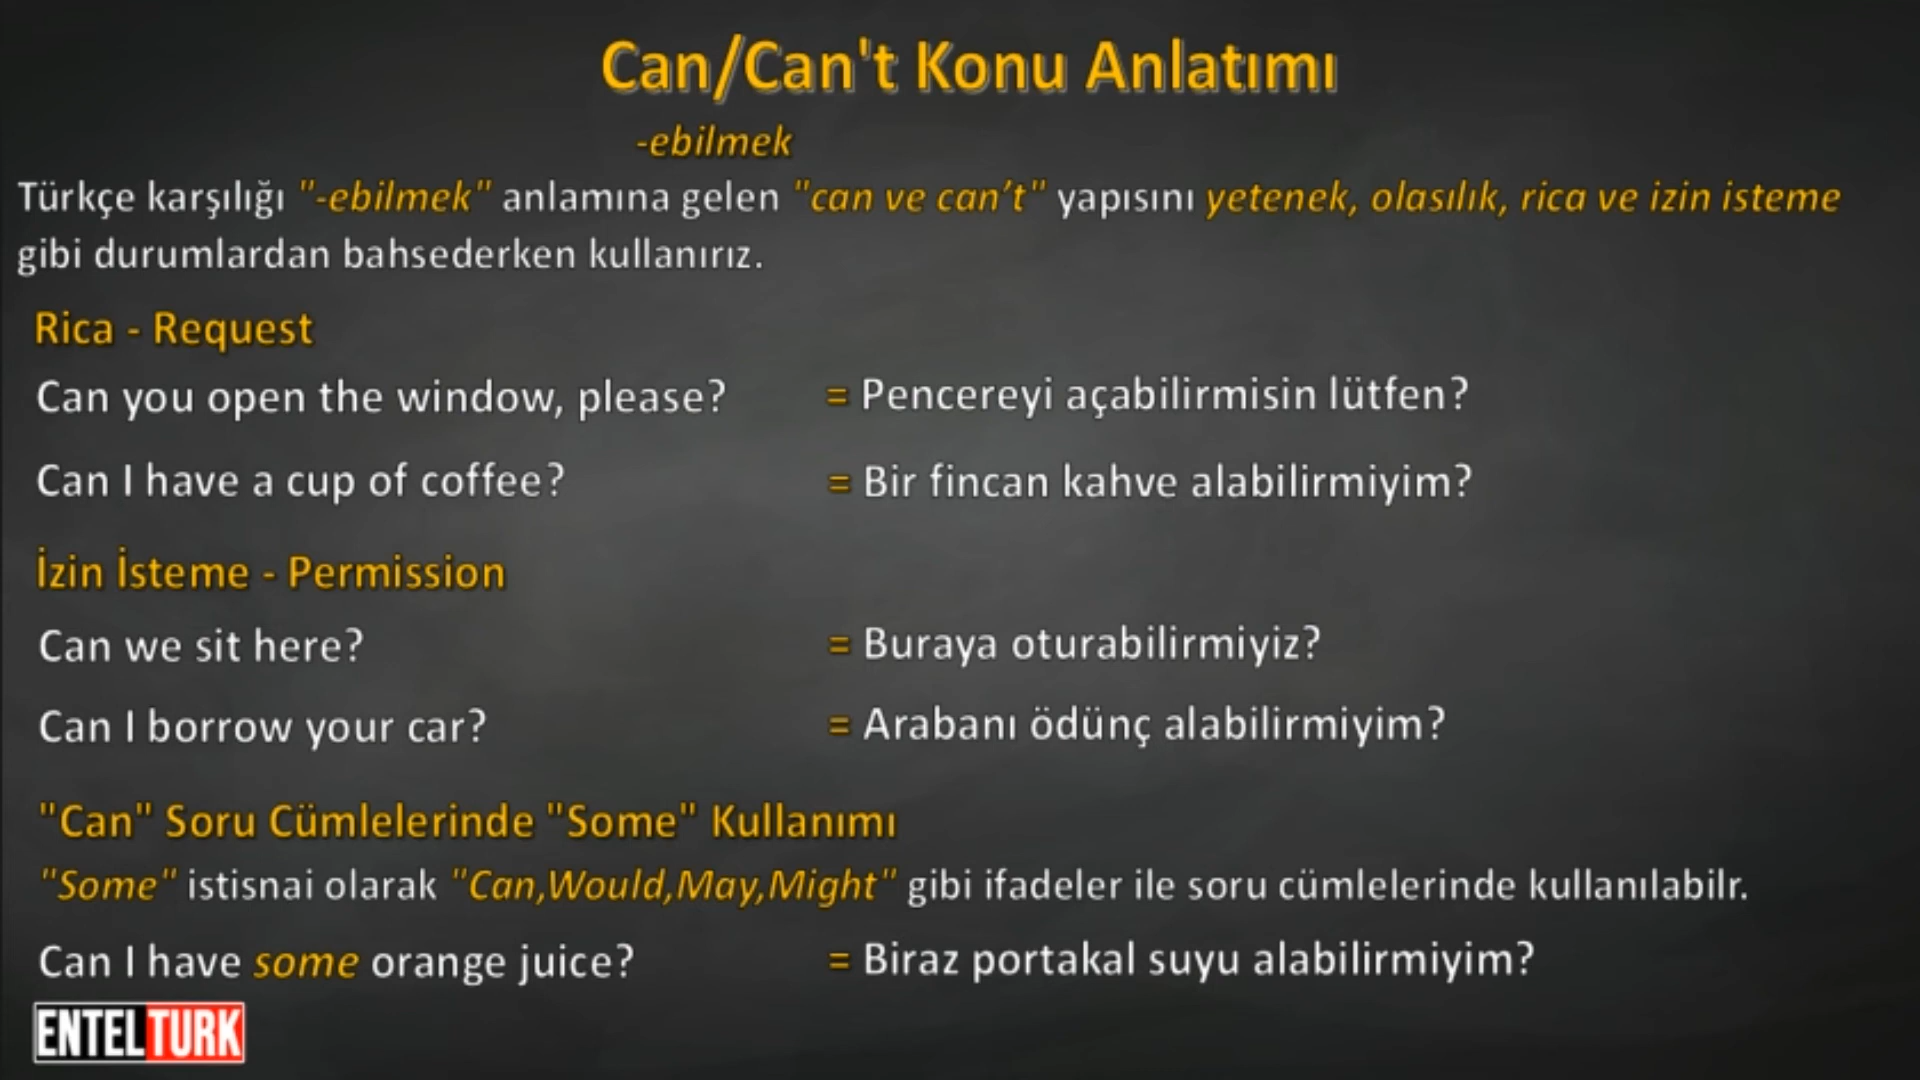 Can/Can't Konu Anlatımı
-ebilmek
Türkçe karşılığı "-ebilmek" anlamına gelen "can ve can’t" yapısını yetenek, olasılık, rica ve izin isteme
gibi durumlardan bahsederken kullanırız.
Rica - Request
Can you open the window, please? = Pencereyi açabilirmisin lütfen?
Can I have a cup of coffee? = Bir fincan kahve alabilirmiyim?
İzin İsteme - Permission
Can we sit here? = Buraya oturabilirmiyiz?
Can I borrow your car? = Arabanı ödünç alabilirmiyim?
"Can" Soru Cümlelerinde "Some" Kullanımı
"Some" istisnai olarak "Can,Would,May,Might" gibi ifadeler ile soru cümlelerinde kullanılabilr.
Can I have some orange juice? = Biraz portakal suyu alabilirmiyim?
ENTEL TURK